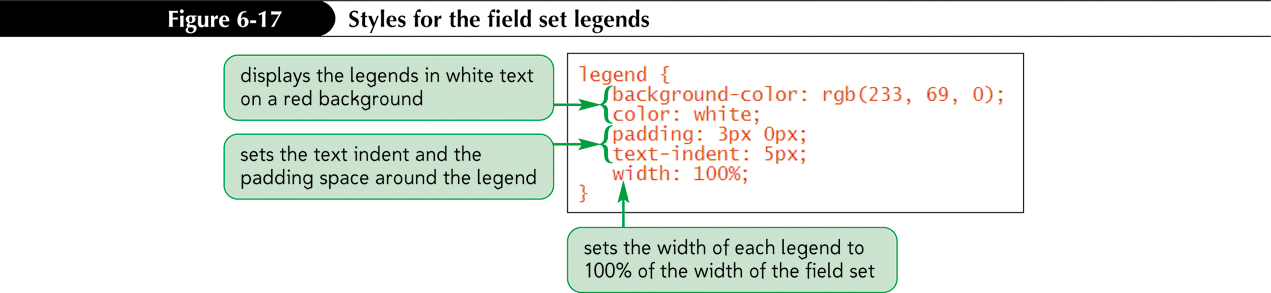 Figure 6-17 Styles for the field set legends
displays the legends in white text
on a red background
sets the text indent and the
padding space around the legend
legend {
background-color: rgb(233, 69, 0);
color: white;
padding: 3px 0px;
text-indent: 5px;
width: 100%;
}
sets the width of each legend to
100% of the width of the field set